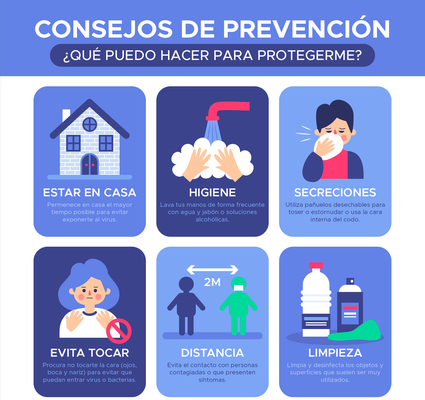 CONSEJOS DE PREVENCIÓN
¿QUÉ PUEDO HACER PARA PROTEGERME?
ESTAR EN CASA
Permenece en casa el mayor
tiempo posible para evitar
exponerte al virus.
HIGIENE
Lava tus manos de forma frecuente
con agua y jabón o soluciones
alcohólicas.
SECRECIONES
Utiliza pañuelos desechables para
toser o estornudar o usa la cara
interna del codo.
EVITA TOCAR
Procura no tocarte la cara (ojos,
boca y nariz) para evitar que
puedan entrar virus o bacterias.
2M
DISTANCIA
Evita el contacto con personas
contagiadas o que presenten
síntomas.
LIMPIEZA
Limpia y desinfecta los objetos y
superficies que suelen ser muy
utilizados.